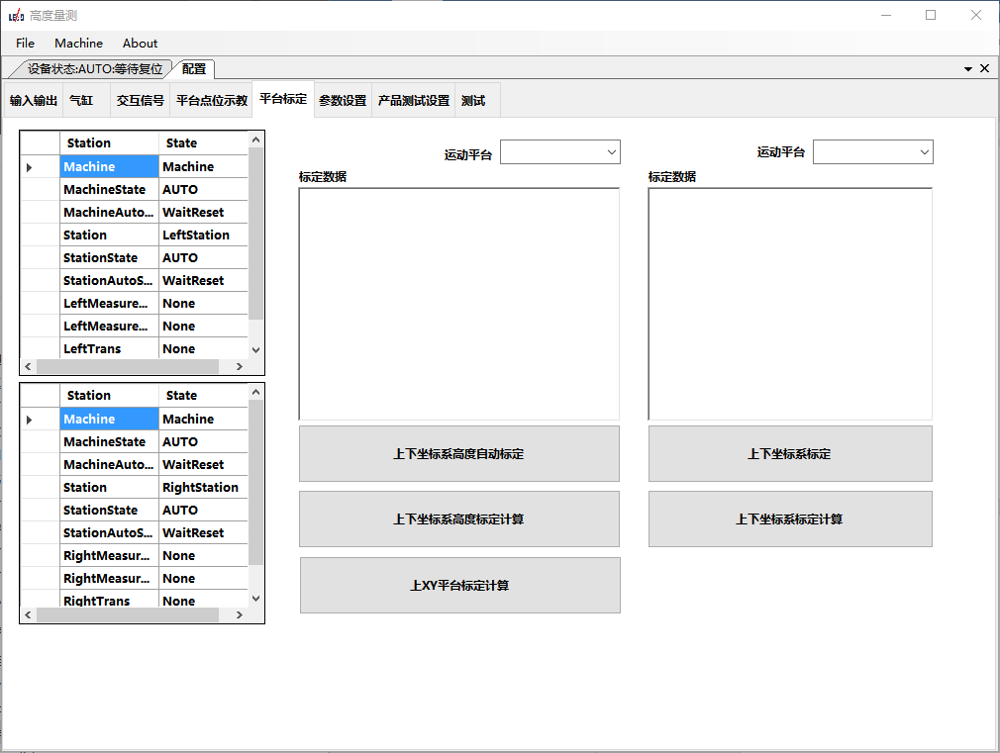 LEAD 高度量测
File Machine About
设备状态:AUTO:等待复位 配置
输入输出 气缸 交互信号 平台点位示教 平台标定 参数设置 产品测试设置 测试
Station State
Machine Machine
MachineState AUTO
MachineAuto... WaitReset
Station LeftStation
StationState AUTO
StationAutoS... WaitReset
LeftMeasure... None
LeftMeasure... None
LeftTrans None
Station State
Machine Machine
MachineState AUTO
MachineAuto... WaitReset
Station RightStation
StationState AUTO
StationAutoS... WaitReset
RightMeasur... None
RightMeasur... None
RightTrans None
运动平台
标定数据
上下坐标系高度自动标定
上下坐标系高度标定计算
上XY平台标定计算
运动平台
标定数据
上下坐标系标定
上下坐标系标定计算